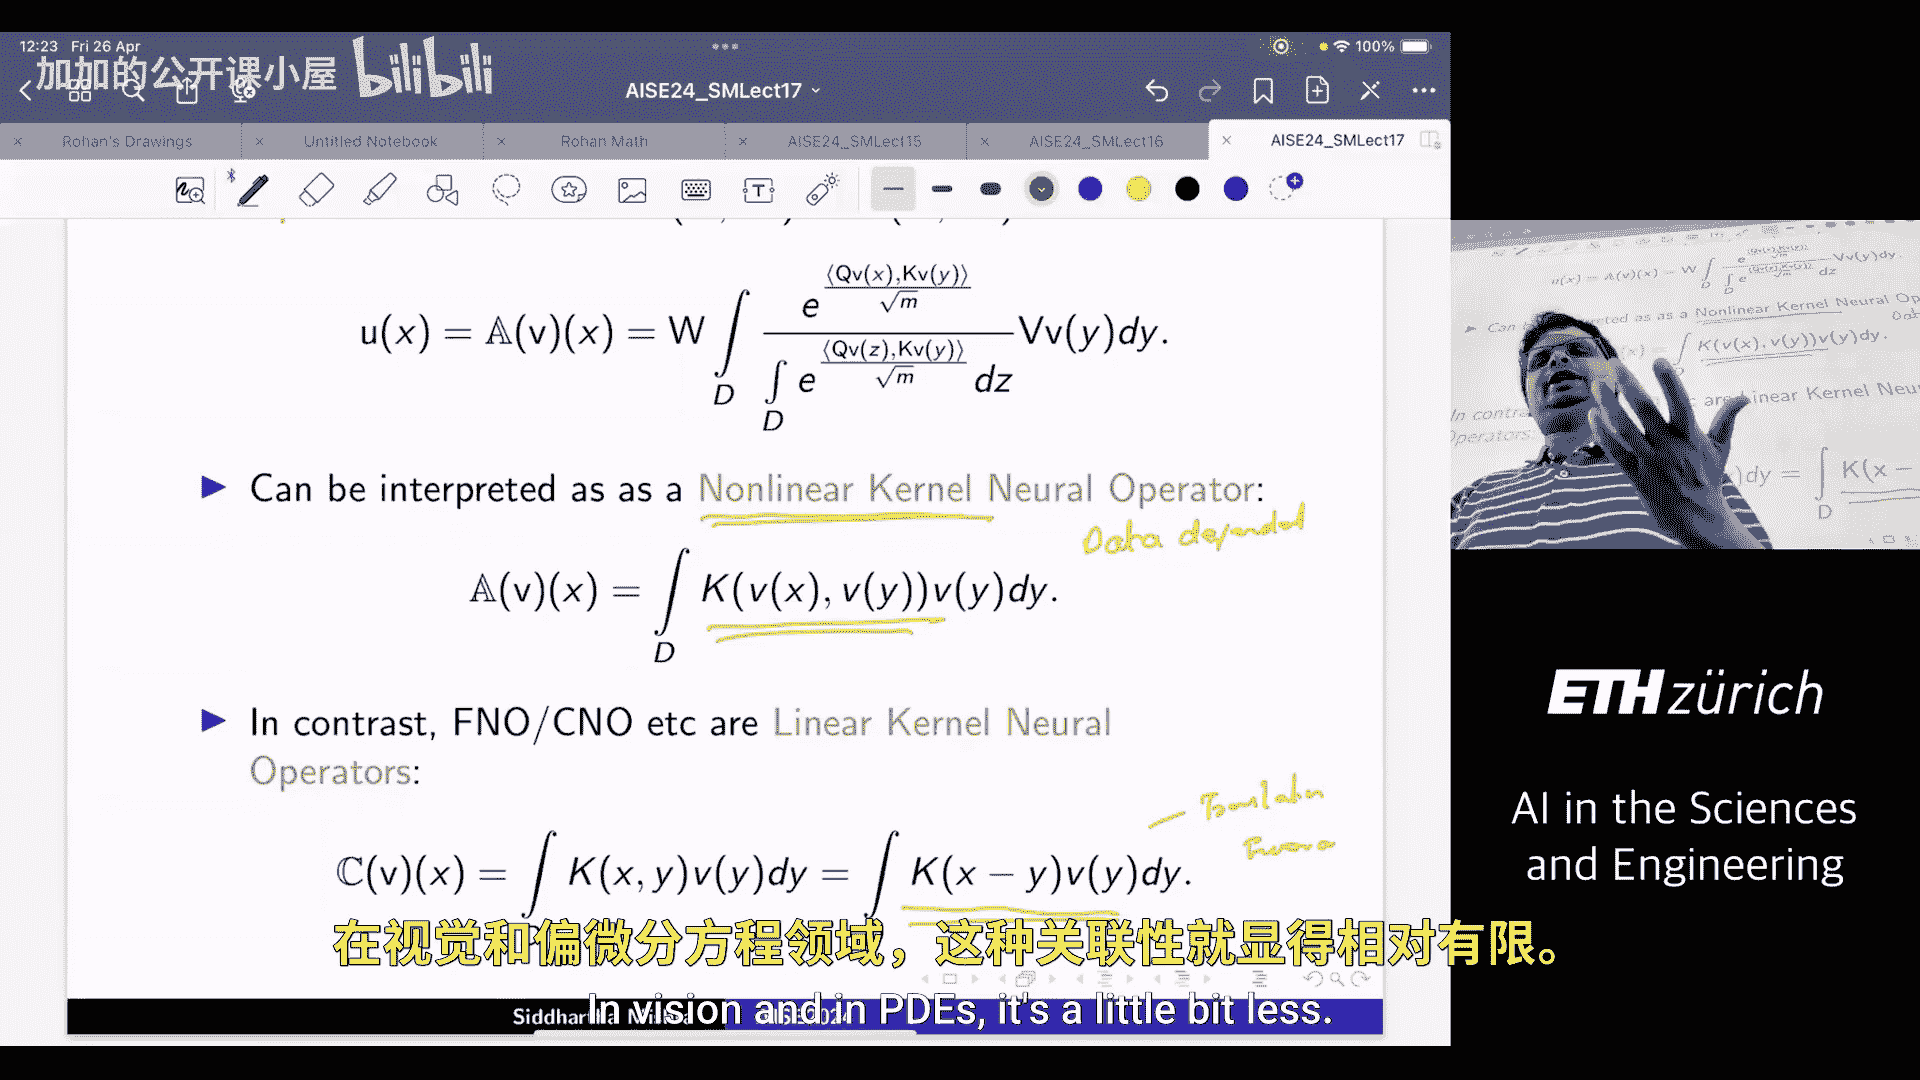 12:23 Fri 26 Apr
100%
加加的公开课小屋 bilibili
AISE24_SMLect17
Rohan's Drawings
Untitled Notebook
Rohan Math
AISE24_SMLect15
AISE24_SMLect16
AISE24_SMLect17
u(x) = 𝔸(v)(x) = W ∫_D e^{⟨Qv(x),Kv(y)⟩/√m} / ∫_D e^{⟨Qv(z),Kv(y)⟩/√m} dz Vv(y)dy.
▶ Can be interpreted as as a Nonlinear Kernel Neural Operator:
Data dependent
𝔸(v)(x) = ∫_D K(v(x), v(y))v(y)dy.
▶ In contrast, FNO/CNO etc are Linear Kernel Neural
Operators:
Translation
ℂ(v)(x) = ∫ K(x, y)v(y)dy = ∫ K(x − y)v(y)dy.
在视觉和偏微分方程领域，这种关联性就显得相对有限。
In vision and in PDEs, it's a little bit less.
ETH zürich
AI in the Sciences
and Engineering